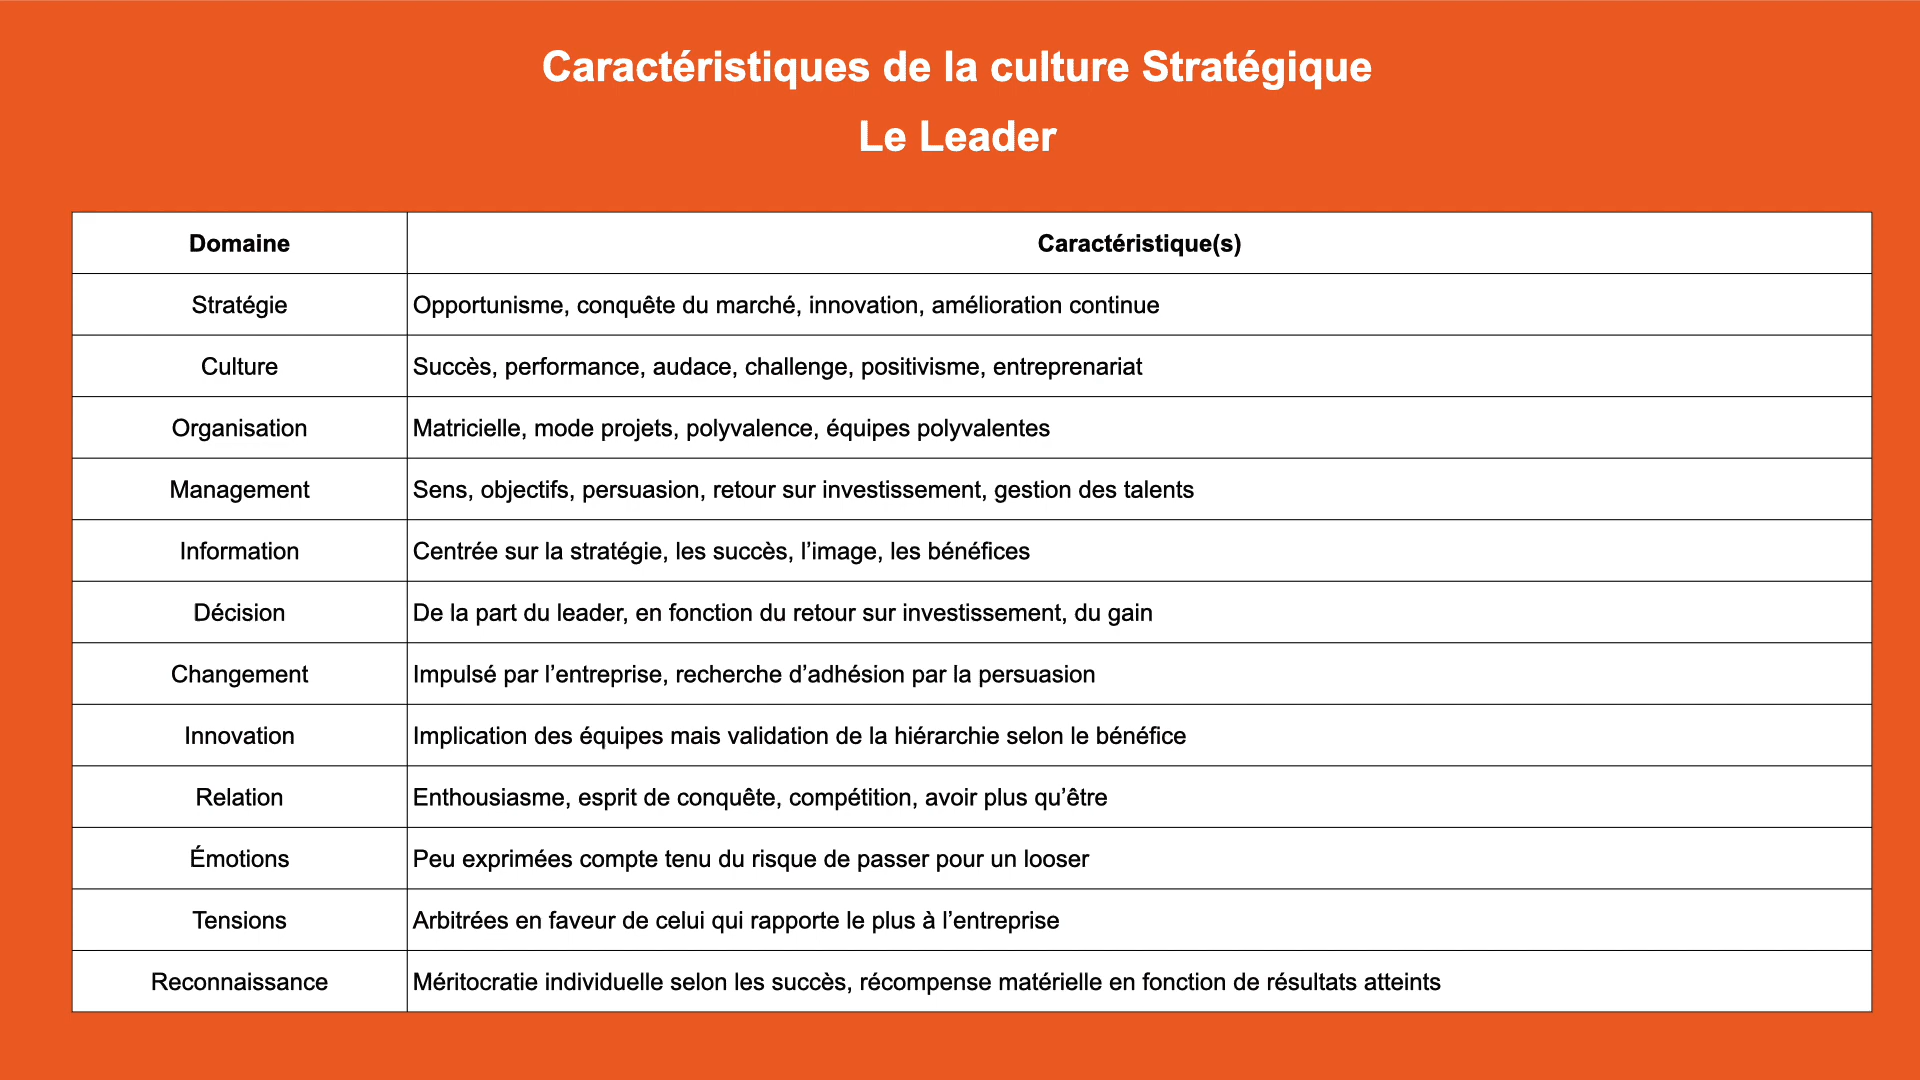 Caractéristiques de la culture Stratégique
Le Leader
Domaine Caractéristique(s)
Stratégie Opportunisme, conquête du marché, innovation, amélioration continue
Culture Succès, performance, audace, challenge, positivisme, entreprenariat
Organisation Matricielle, mode projets, polyvalence, équipes polyvalentes
Management Sens, objectifs, persuasion, retour sur investissement, gestion des talents
Information Centrée sur la stratégie, les succès, l’image, les bénéfices
Décision De la part du leader, en fonction du retour sur investissement, du gain
Changement Impulsé par l’entreprise, recherche d’adhésion par la persuasion
Innovation Implication des équipes mais validation de la hiérarchie selon le bénéfice
Relation Enthousiasme, esprit de conquête, compétition, avoir plus qu’être
Émotions Peu exprimées compte tenu du risque de passer pour un looser
Tensions Arbitrées en faveur de celui qui rapporte le plus à l’entreprise
Reconnaissance Méritocratie individuelle selon les succès, récompense matérielle en fonction de résultats atteints